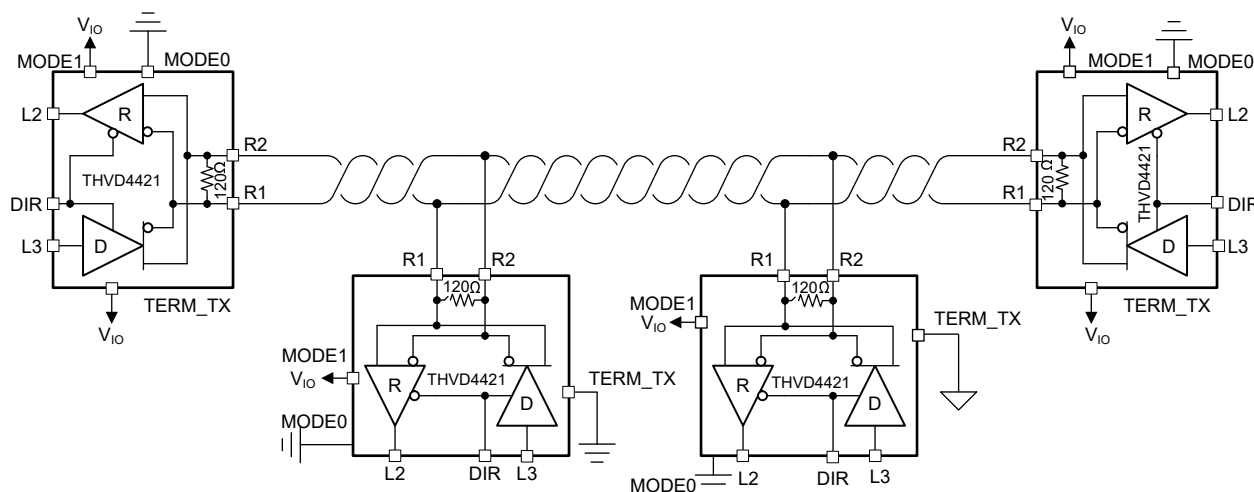 VIO
MODE1
MODE0
L2
R
R2
120Ω
THVD4421
R1
DIR
L3
D
TERM_TX
VIO
VIO
MODE1
MODE0
L2
R
R2
120 Ω
THVD4421
R1
DIR
L3
D
TERM_TX
VIO
R1
R2
120Ω
MODE1
VIO
R
THVD4421
D
TERM_TX
MODE0
L2
DIR
L3
R1
R2
120Ω
MODE1
VIO
TERM_TX
R
THVD4421
D
MODE0
L2
DIR
L3